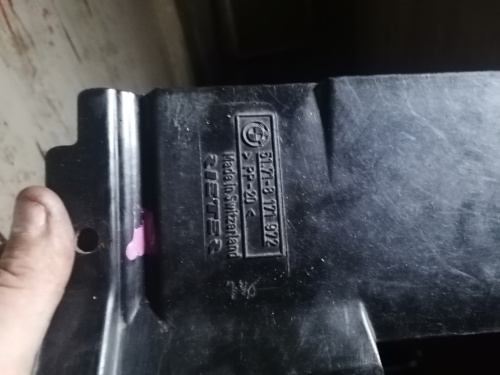 51.71-8 171 972
> PP-20 <
Made in Switzerland
RIETER